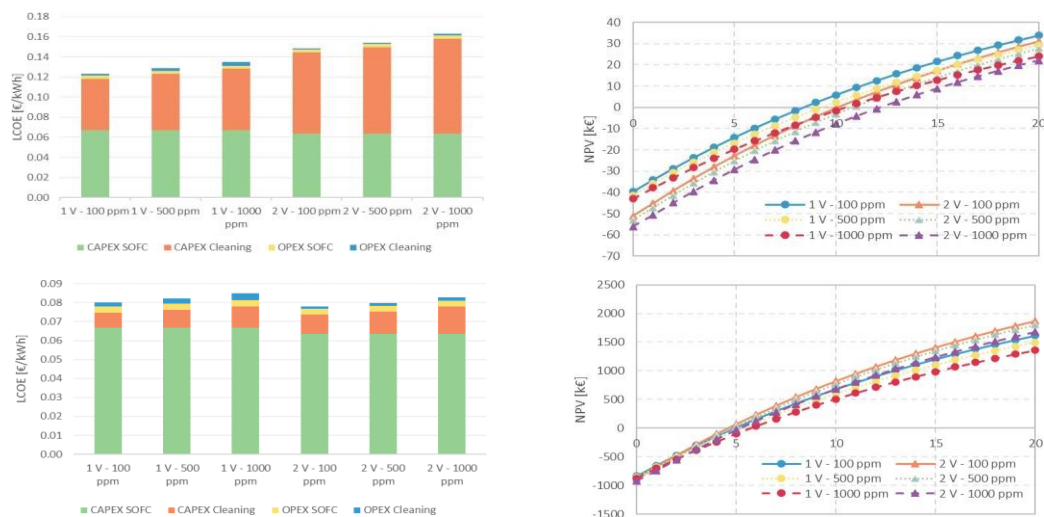 0.18
0.16
0.14
0.12
0.10
0.08
0.06
0.04
0.02
0.00
LCOE [€/kWh]
1 V - 100 ppm 1 V - 500 ppm 1 V - 1000 ppm 2 V - 100 ppm 2 V - 500 ppm 2 V - 1000 ppm
CAPEX SOFC CAPEX Cleaning OPEX SOFC OPEX Cleaning
40
30
20
10
0
-10
-20
-30
-40
-50
-60
-70
NPV [k€]
0 5 10 15 20
1 V - 100 ppm 2 V - 100 ppm
1 V - 500 ppm 2 V - 500 ppm
1 V - 1000 ppm 2 V - 1000 ppm
0.09
0.08
0.07
0.06
0.05
0.04
0.03
0.02
0.01
0.00
LCOE [€/kWh]
1 V - 100 ppm 1 V - 500 ppm 1 V - 1000 ppm 2 V - 100 ppm 2 V - 500 ppm 2 V - 1000 ppm
CAPEX SOFC CAPEX Cleaning OPEX SOFC OPEX Cleaning
2500
2000
1500
1000
500
0
-500
-1000
-1500
NPV [k€]
0 5 10 15 20
1 V - 100 ppm 2 V - 100 ppm
1 V - 500 ppm 2 V - 500 ppm
1 V - 1000 ppm 2 V - 1000 ppm